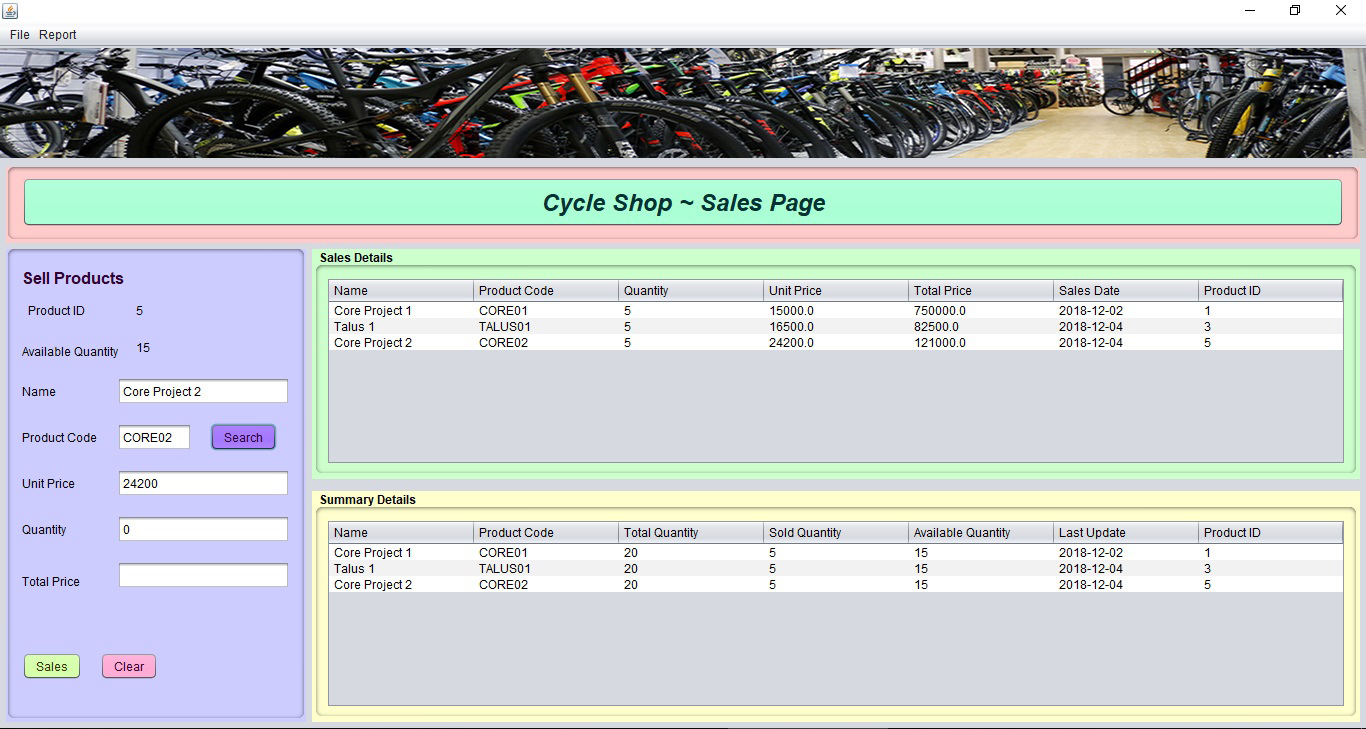 File Report
Cycle Shop ~ Sales Page
Sell Products
Product ID 5
Available Quantity 15
Name Core Project 2
Product Code CORE02 Search
Unit Price 24200
Quantity 0
Total Price
Sales Clear
Sales Details
Name Product Code Quantity Unit Price Total Price Sales Date Product ID
Core Project 1 CORE01 5 15000.0 750000.0 2018-12-02 1
Talus 1 TALUS01 5 16500.0 82500.0 2018-12-04 3
Core Project 2 CORE02 5 24200.0 121000.0 2018-12-04 5
Summary Details
Name Product Code Total Quantity Sold Quantity Available Quantity Last Update Product ID
Core Project 1 CORE01 20 5 15 2018-12-02 1
Talus 1 TALUS01 20 5 15 2018-12-04 3
Core Project 2 CORE02 20 5 15 2018-12-04 5